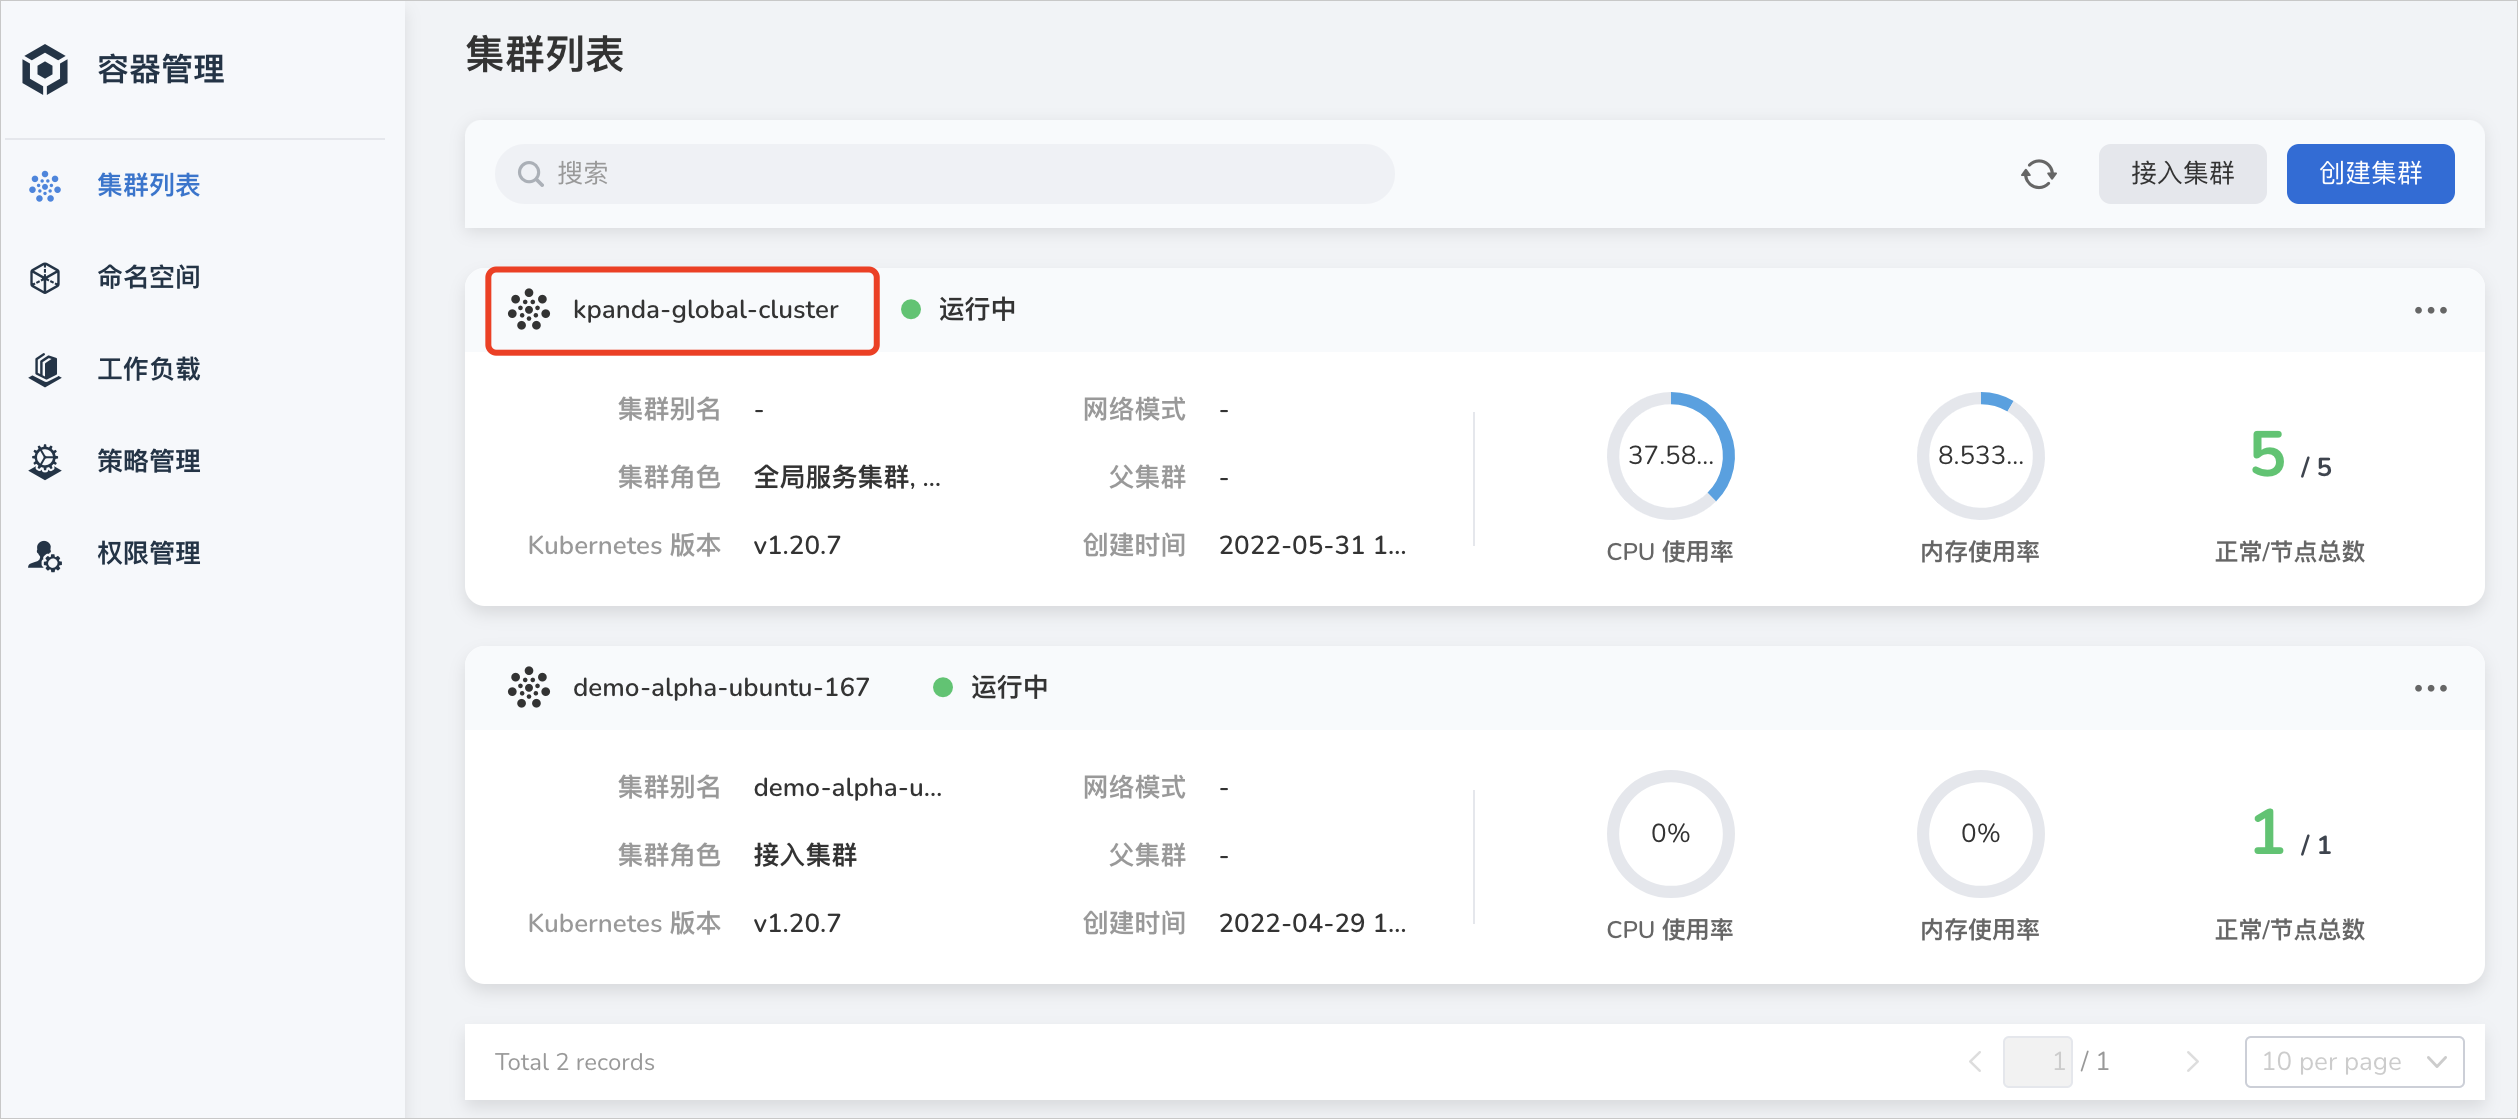 容器管理
集群列表
命名空间
工作负载
策略管理
权限管理
集群列表
搜索
接入集群
创建集群
kpanda-global-cluster
运行中
集群别名 -
网络模式 -
集群角色 全局服务集群, ...
父集群 -
Kubernetes 版本 v1.20.7
创建时间 2022-05-31 1...
37.58...
CPU 使用率
8.533...
内存使用率
5 / 5
正常/节点总数
demo-alpha-ubuntu-167
运行中
集群别名 demo-alpha-u...
网络模式 -
集群角色 接入集群
父集群 -
Kubernetes 版本 v1.20.7
创建时间 2022-04-29 1...
0%
CPU 使用率
0%
内存使用率
1 / 1
正常/节点总数
Total 2 records
1 / 1
10 per page